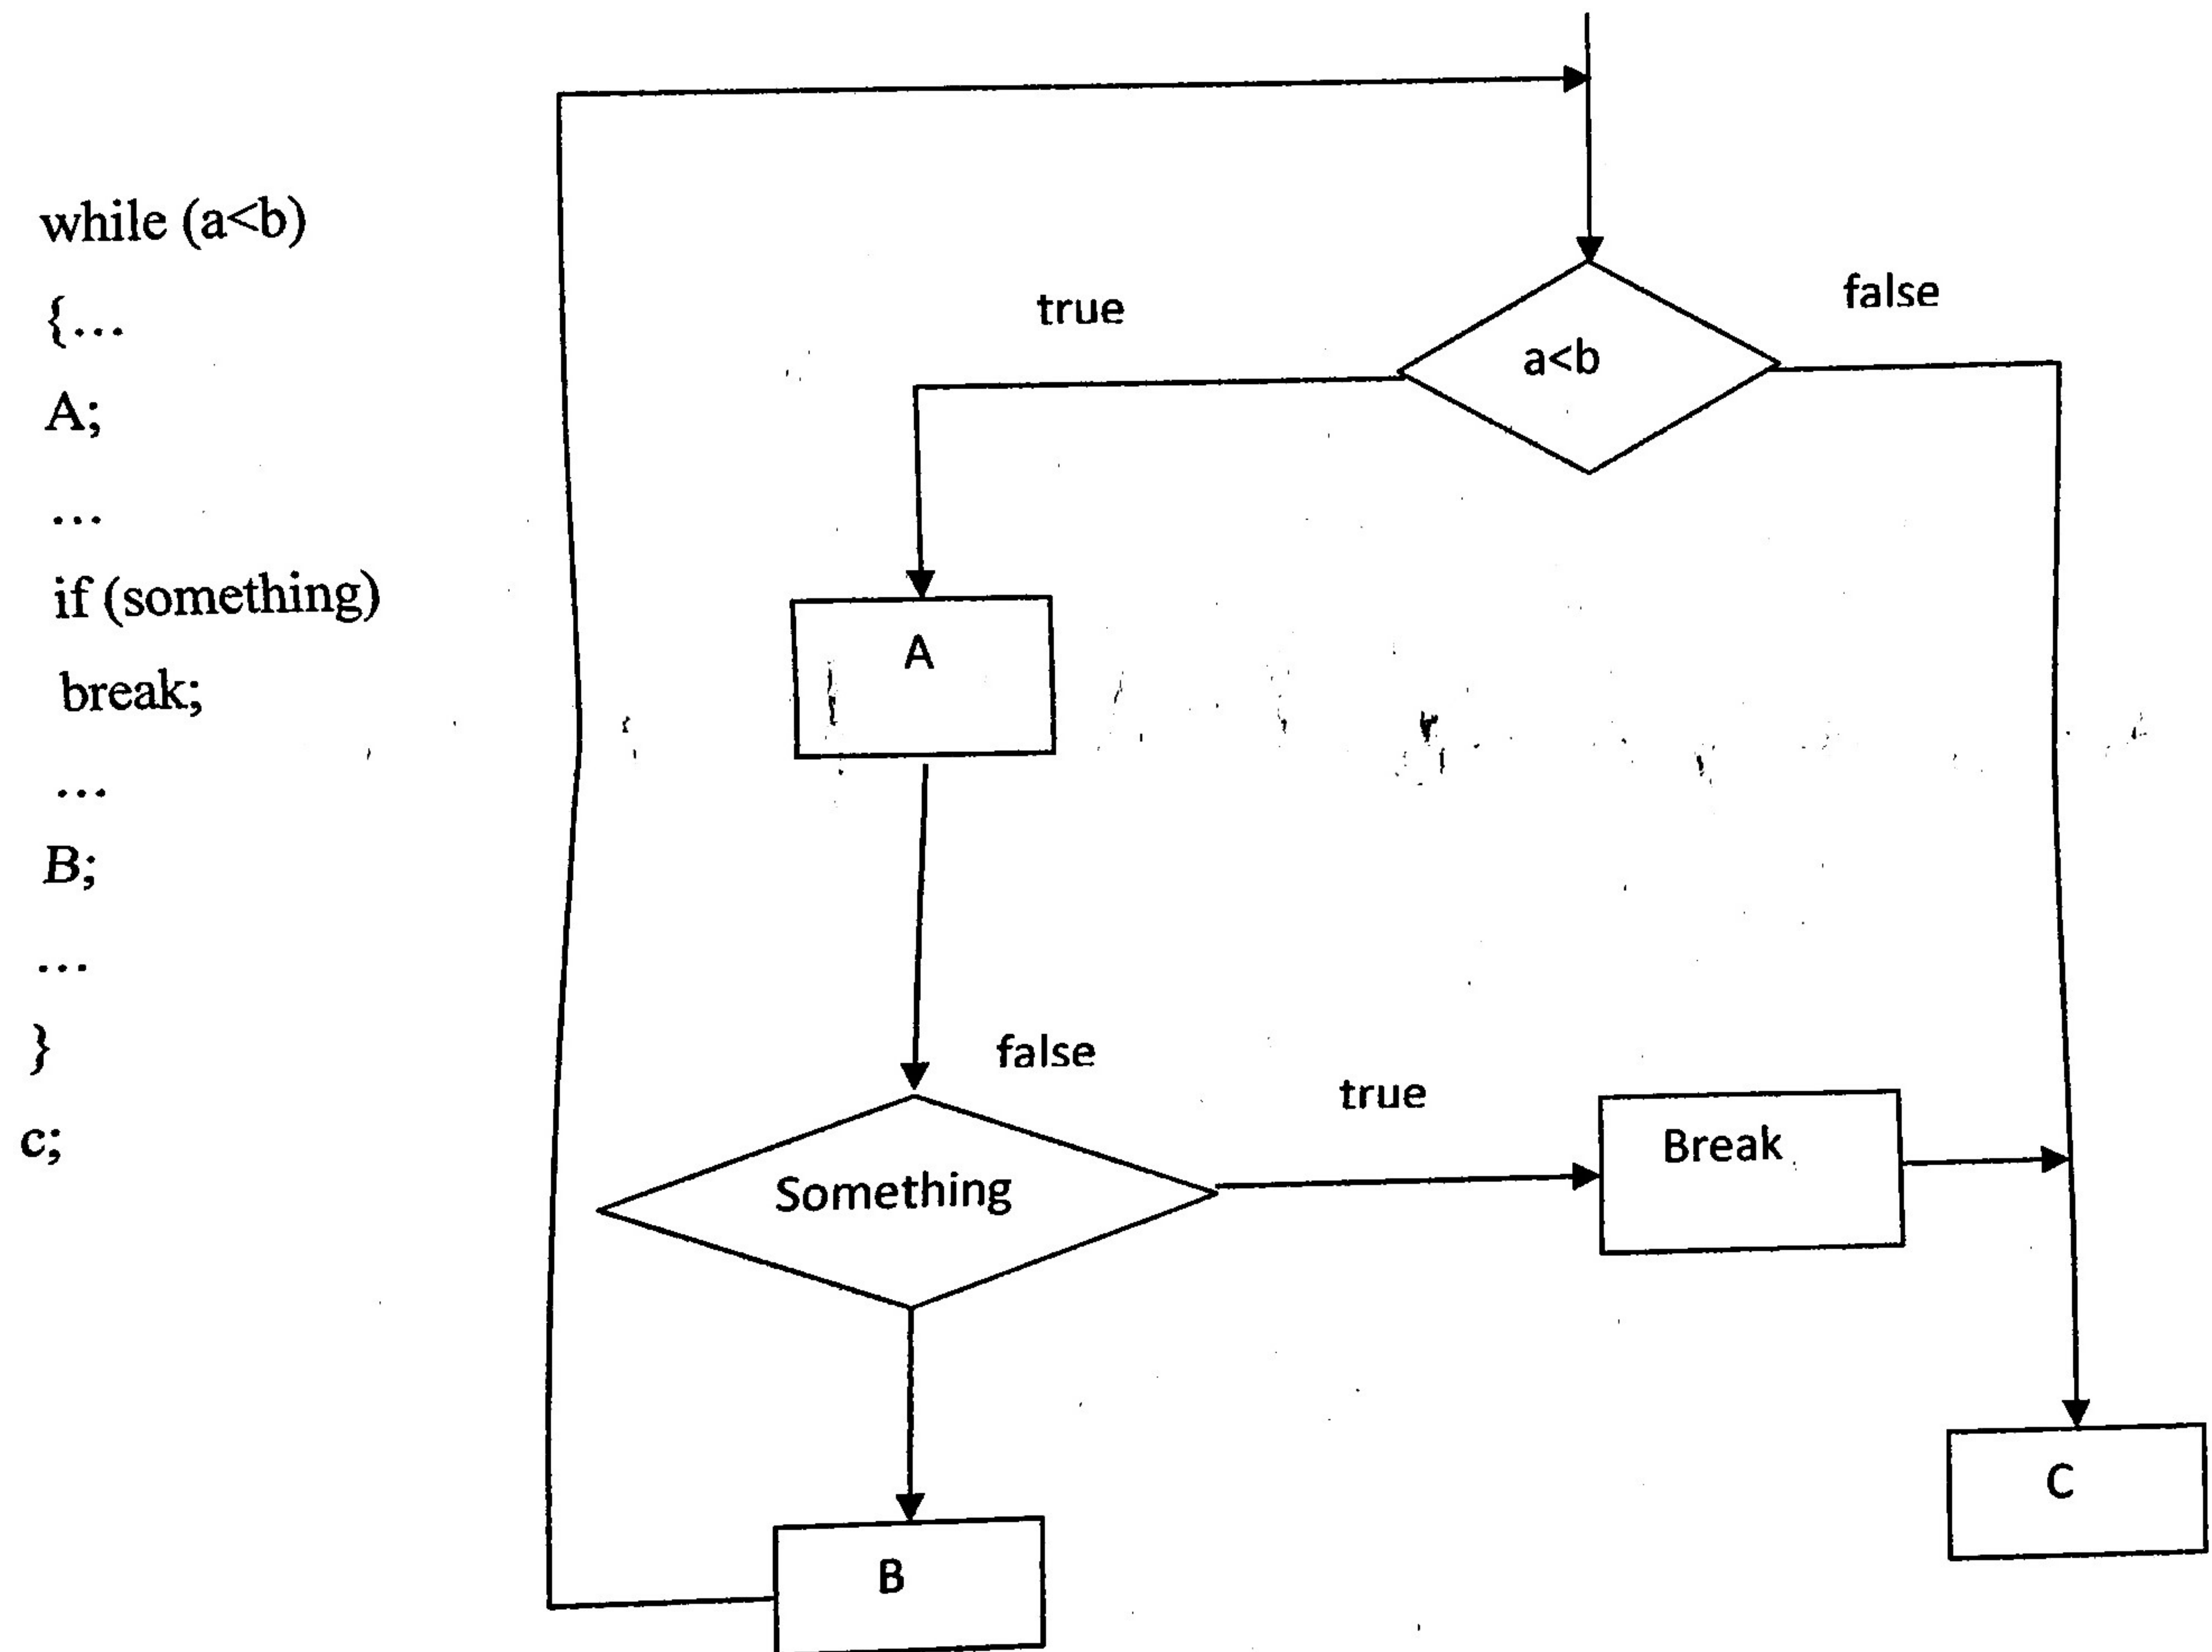 while (a<b)
{...
A;
...
if (something)
break;
...
B;
...
}
c;
true
false
a<b
A
false
true
Something
Break
C
B